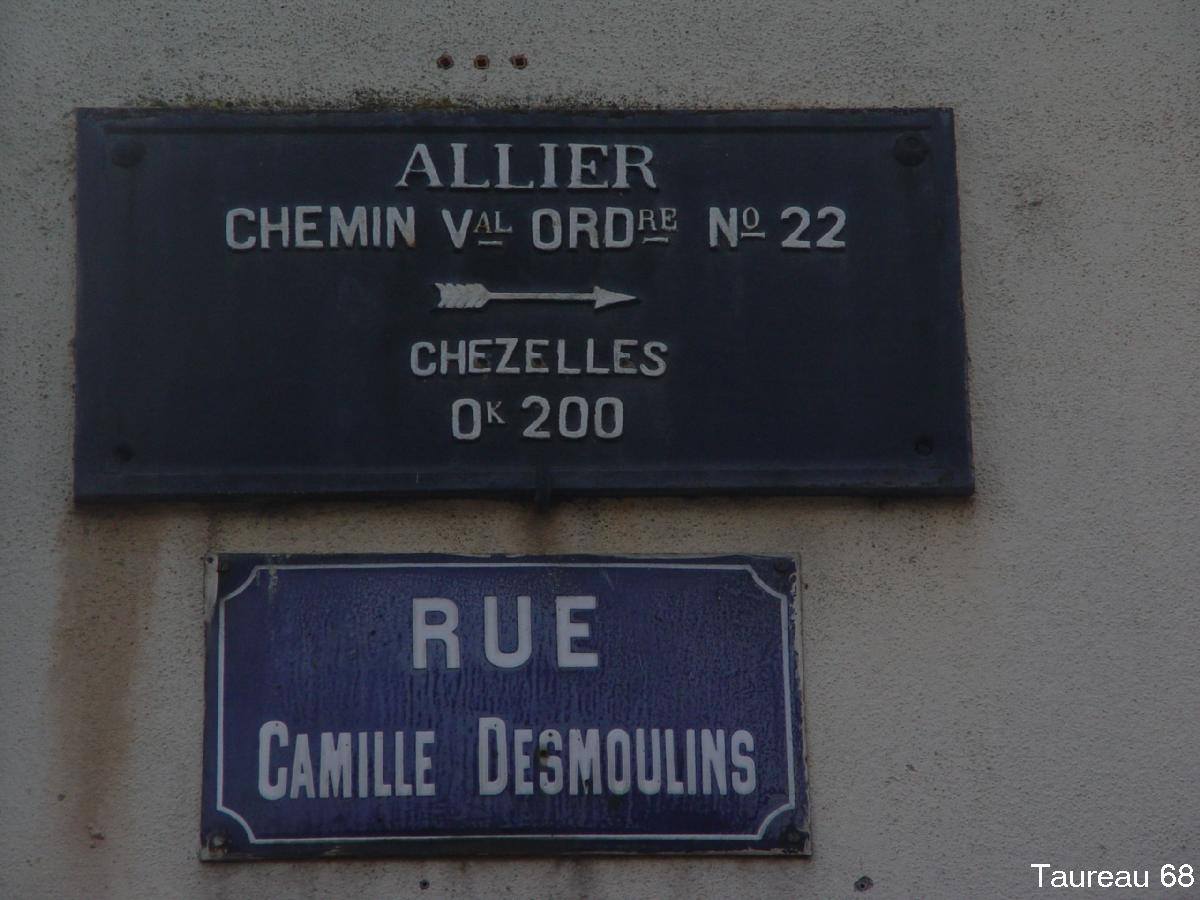 ALLIER
CHEMIN VAL ORDRE No 22
CHEZELLES
0K 200
RUE
CAMILLE DESMOULINS
Taureau 68